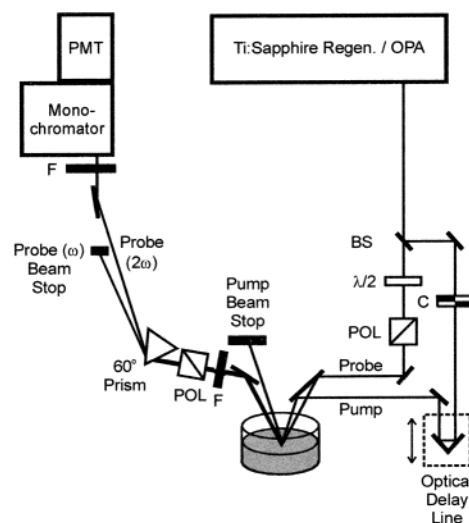 PMT
Ti:Sapphire Regen. / OPA
Mono-
chromator
F
Probe (ω)
Beam
Stop
Probe
(2ω)
BS
λ/2
C
Pump
Beam
Stop
POL
60°
Prism
POL
F
Probe
Pump
Optical
Delay
Line